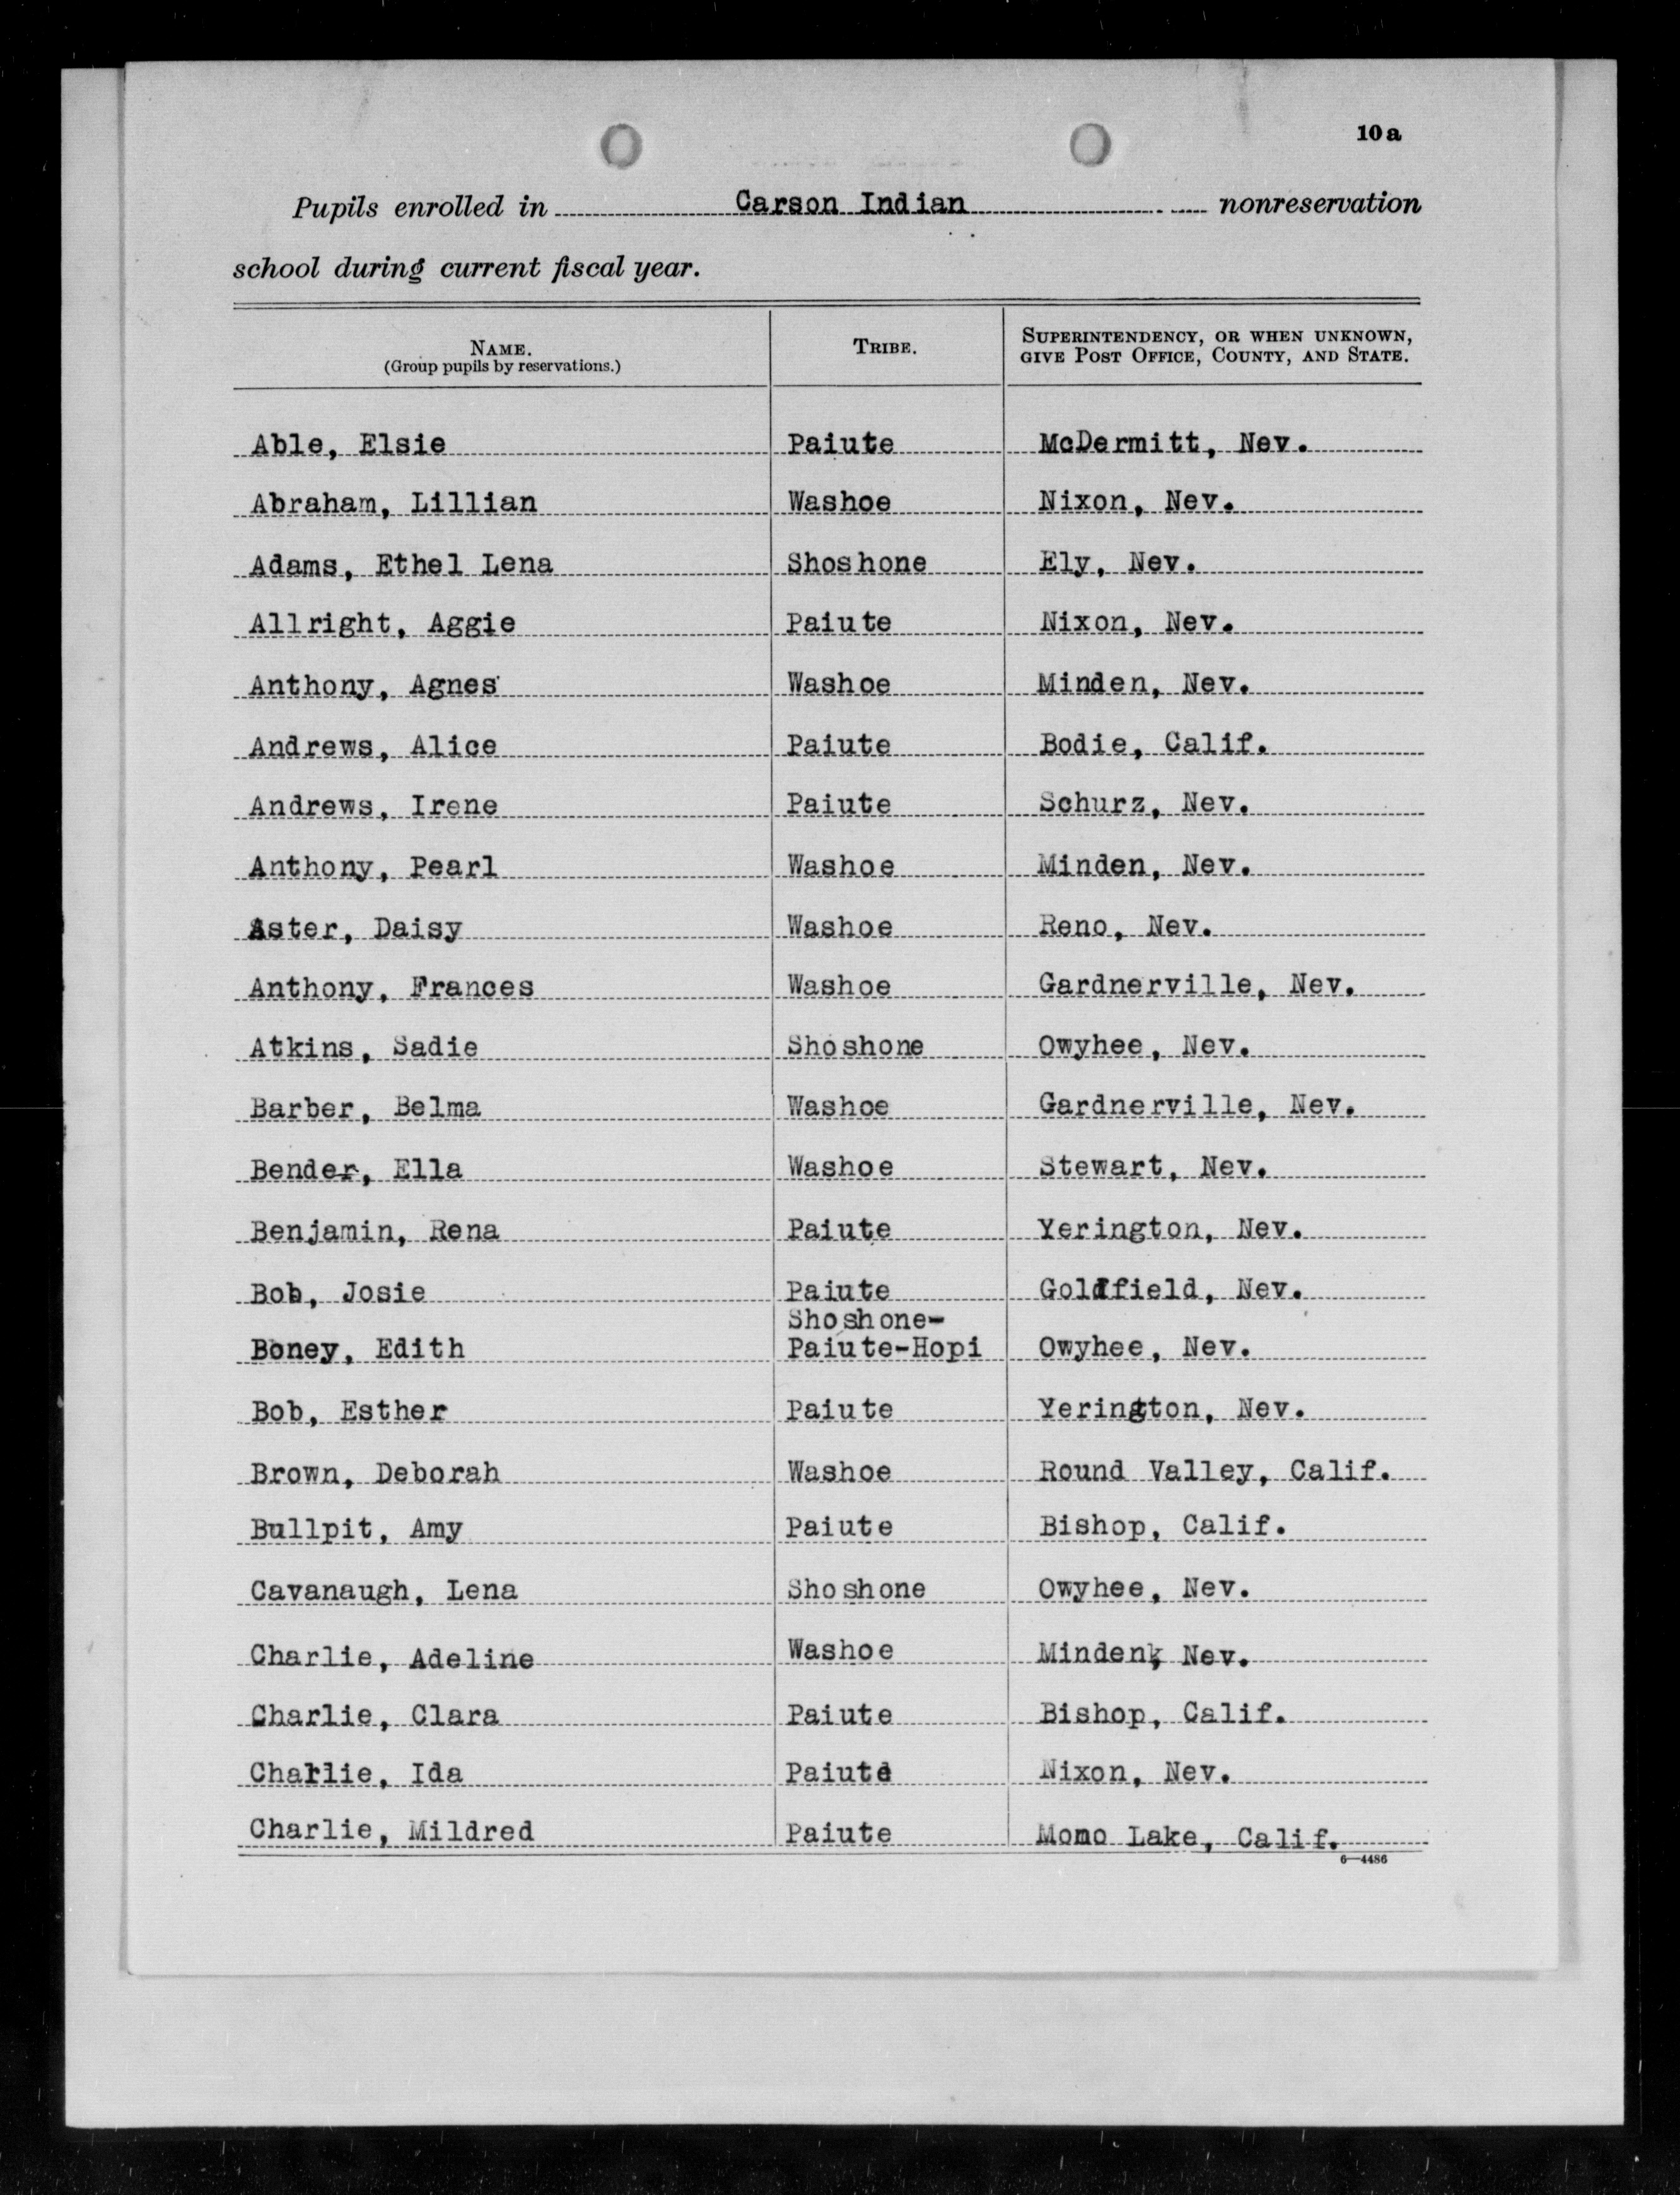 10a
Pupils enrolled in Carson Indian nonreservation
school during current fiscal year.
NAME. TRIBE. SUPERINTENDENCY, OR WHEN UNKNOWN,
(Group pupils by reservations.) GIVE POST OFFICE, COUNTY, AND STATE.
Able, Elsie Paiute McDermitt, Nev.
Abraham, Lillian Washoe Nixon, Nev.
Adams, Ethel Lena Shoshone Ely, Nev.
Allright, Aggie Paiute Nixon, Nev.
Anthony, Agnes Washoe Minden, Nev.
Andrews, Alice Paiute Bodie, Calif.
Andrews, Irene Paiute Schurz, Nev.
Anthony, Pearl Washoe Minden, Nev.
Aster, Daisy Washoe Reno, Nev.
Anthony, Frances Washoe Gardnerville, Nev.
Atkins, Sadie Shoshone Owyhee, Nev.
Barber, Belma Washoe Gardnerville, Nev.
Bender, Ella Washoe Stewart, Nev.
Benjamin, Rena Paiute Yerington, Nev.
Bob, Josie Paiute Goldfield, Nev.
Shoshone-
Boney, Edith Paiute-Hopi Owyhee, Nev.
Bob, Esther Paiute Yerington, Nev.
Brown, Deborah Washoe Round Valley, Calif.
Bullpit, Amy Paiute Bishop, Calif.
Cavanaugh, Lena Shoshone Owyhee, Nev.
Charlie, Adeline Washoe Minden, Nev.
Charlie, Clara Paiute Bishop, Calif.
Charlie, Ida Paiute Nixon, Nev.
Charlie, Mildred Paiute Momo Lake, Calif.
6—4486